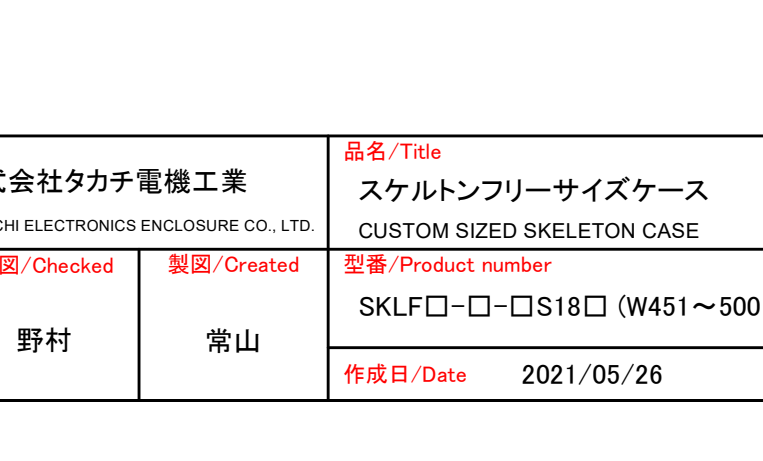 式会社タカチ電機工業
CHI ELECTRONICS ENCLOSURE CO., LTD.
品名/Title
スケルトンフリーサイズケース
CUSTOM SIZED SKELETON CASE
図/Checked
野村
製図/Created
常山
型番/Product number
SKLF□-□-□S18□ (W451～500
作成日/Date 2021/05/26